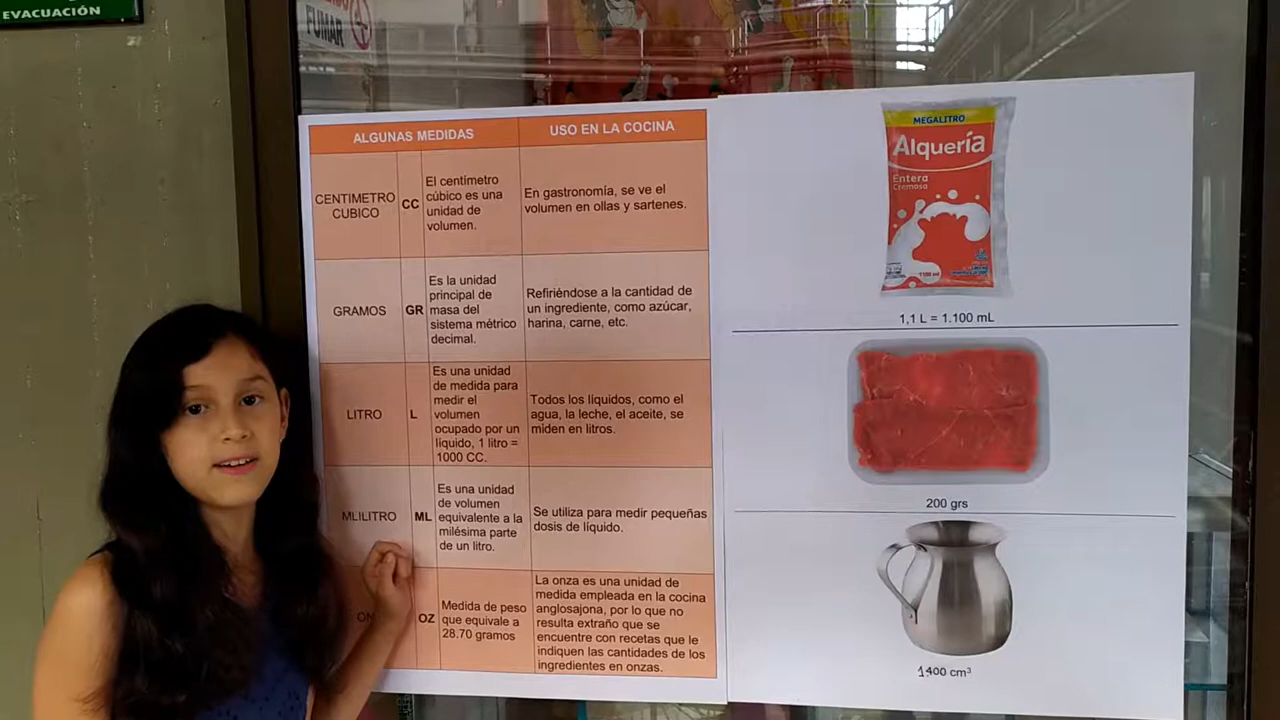 EVACUACIÓN
FUMAR
ALGUNAS MEDIDAS
USO EN LA COCINA
CENTIMETRO
CUBICO
CC
El centímetro
cúbico es una
unidad de
volumen.
En gastronomía, se ve el
volumen en ollas y sartenes.
GRAMOS
GR
Es la unidad
principal de
masa del
sistema métrico
decimal.
Refiriéndose a la cantidad de
un ingrediente, como azúcar,
harina, carne, etc.
LITRO
L
Es una unidad
de medida para
medir el
volumen
ocupado por un
líquido, 1 litro =
1000 CC.
Todos los líquidos, como el
agua, la leche, el aceite, se
miden en litros.
MLILITRO
ML
Es una unidad
de volumen
equivalente a la
milésima parte
de un litro.
Se utiliza para medir pequeñas
dosis de líquido.
ON
OZ
Medida de peso
que equivale a
28.70 gramos
La onza es una unidad de
medida empleada en la cocina
anglosajona, por lo que no
resulta extraño que se
encuentre con recetas que le
indiquen las cantidades de los
ingredientes en onzas.
MEGALITRO
Alquería
Entera
Cremosa
1100 ml
1,1 L = 1.100 mL
200 grs
1400 cm³